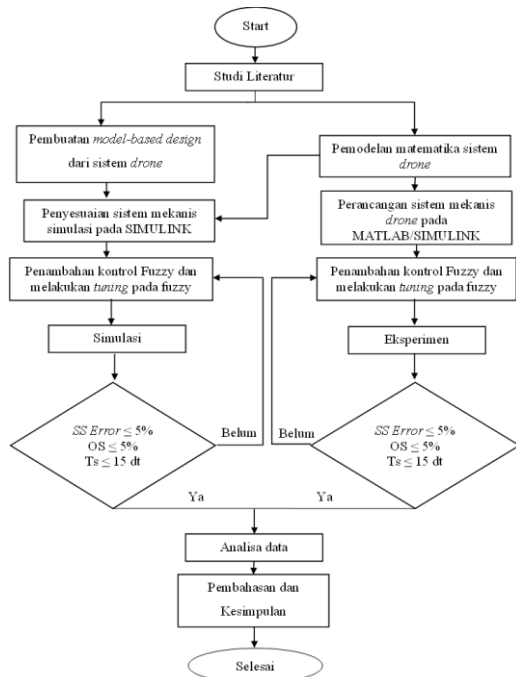 Start
Studi Literatur
Pembuatan model-based design
dari sistem drone
Pemodelan matematika sistem
drone
Penyesuaian sistem mekanis
simulasi pada SIMULINK
Perancangan sistem mekanis
drone pada
MATLAB/SIMULINK
Penambahan kontrol Fuzzy dan
melakukan tuning pada fuzzy
Penambahan kontrol Fuzzy dan
melakukan tuning pada fuzzy
Simulasi
Eksperimen
SS Error ≤ 5%
OS ≤ 5%
Ts ≤ 15 dt
Belum
Belum
SS Error ≤ 5%
OS ≤ 5%
Ts ≤ 15 dt
Ya
Ya
Analisa data
Pembahasan dan
Kesimpulan
Selesai